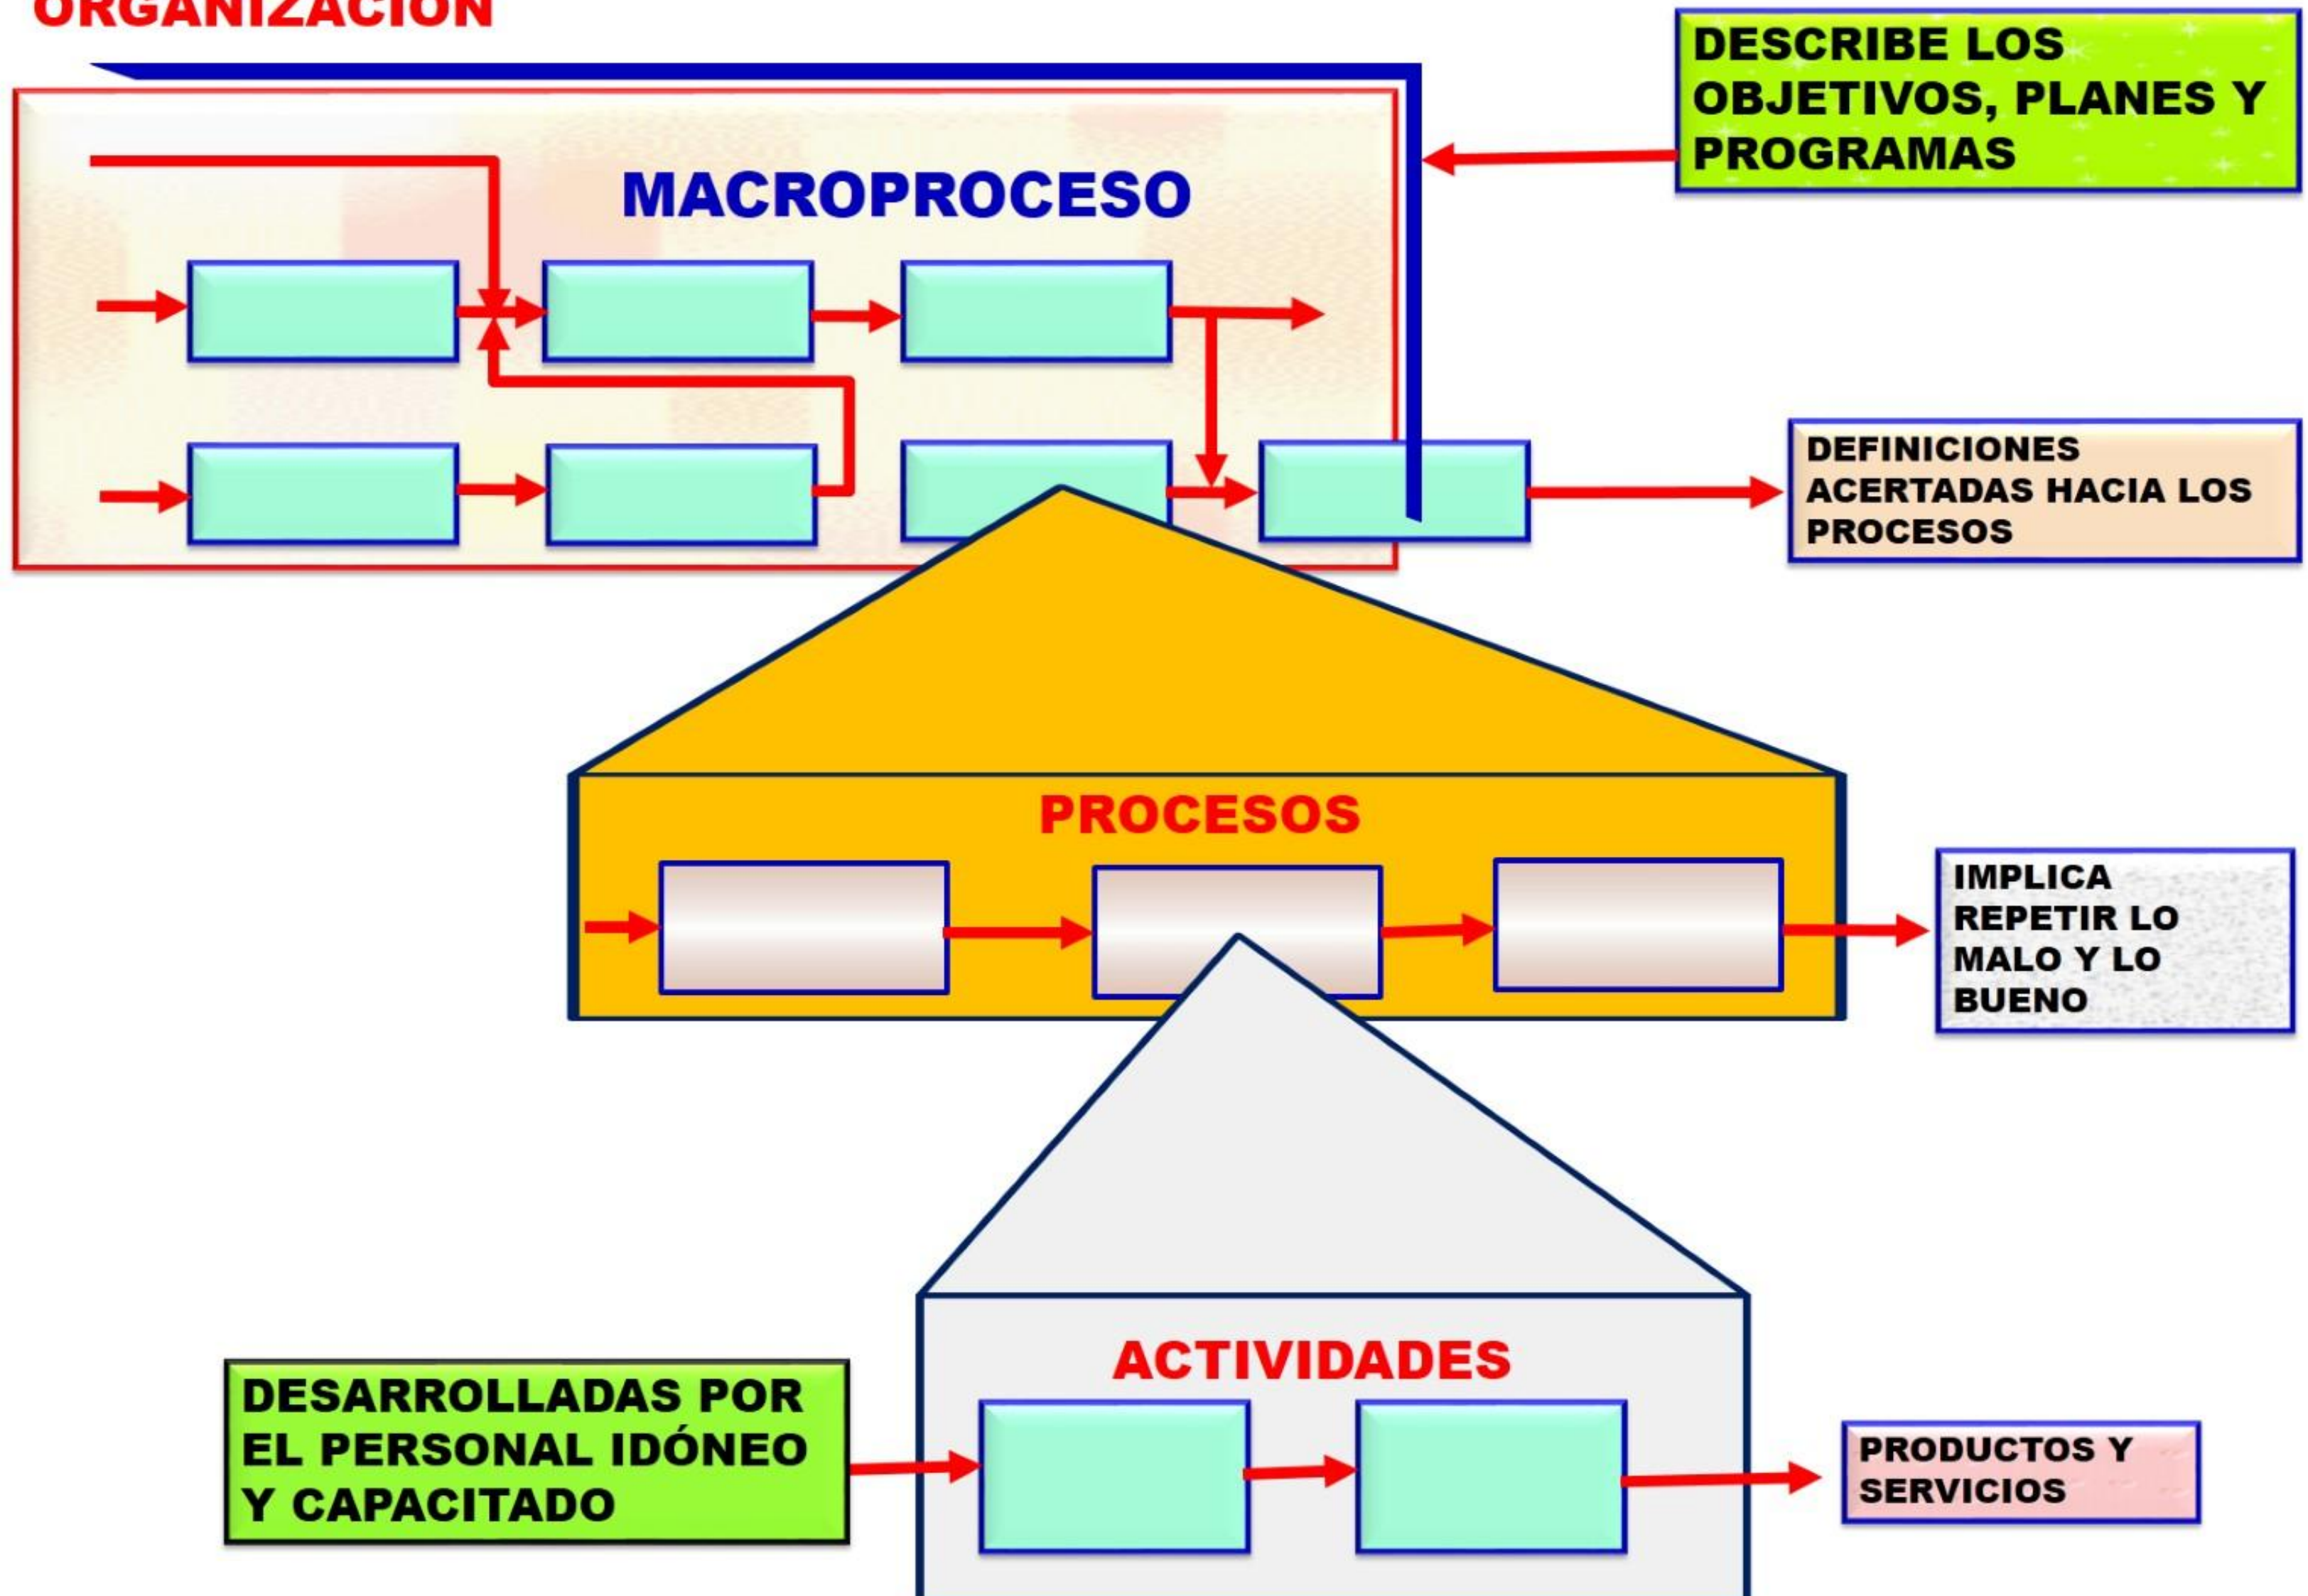 ORGANIZACIÓN
DESCRIBE LOS
OBJETIVOS, PLANES Y
PROGRAMAS
MACROPROCESO
DEFINICIONES
ACERTADAS HACIA LOS
PROCESOS
PROCESOS
IMPLICA
REPETIR LO
MALO Y LO
BUENO
ACTIVIDADES
DESARROLLADAS POR
EL PERSONAL IDÓNEO
Y CAPACITADO
PRODUCTOS Y
SERVICIOS